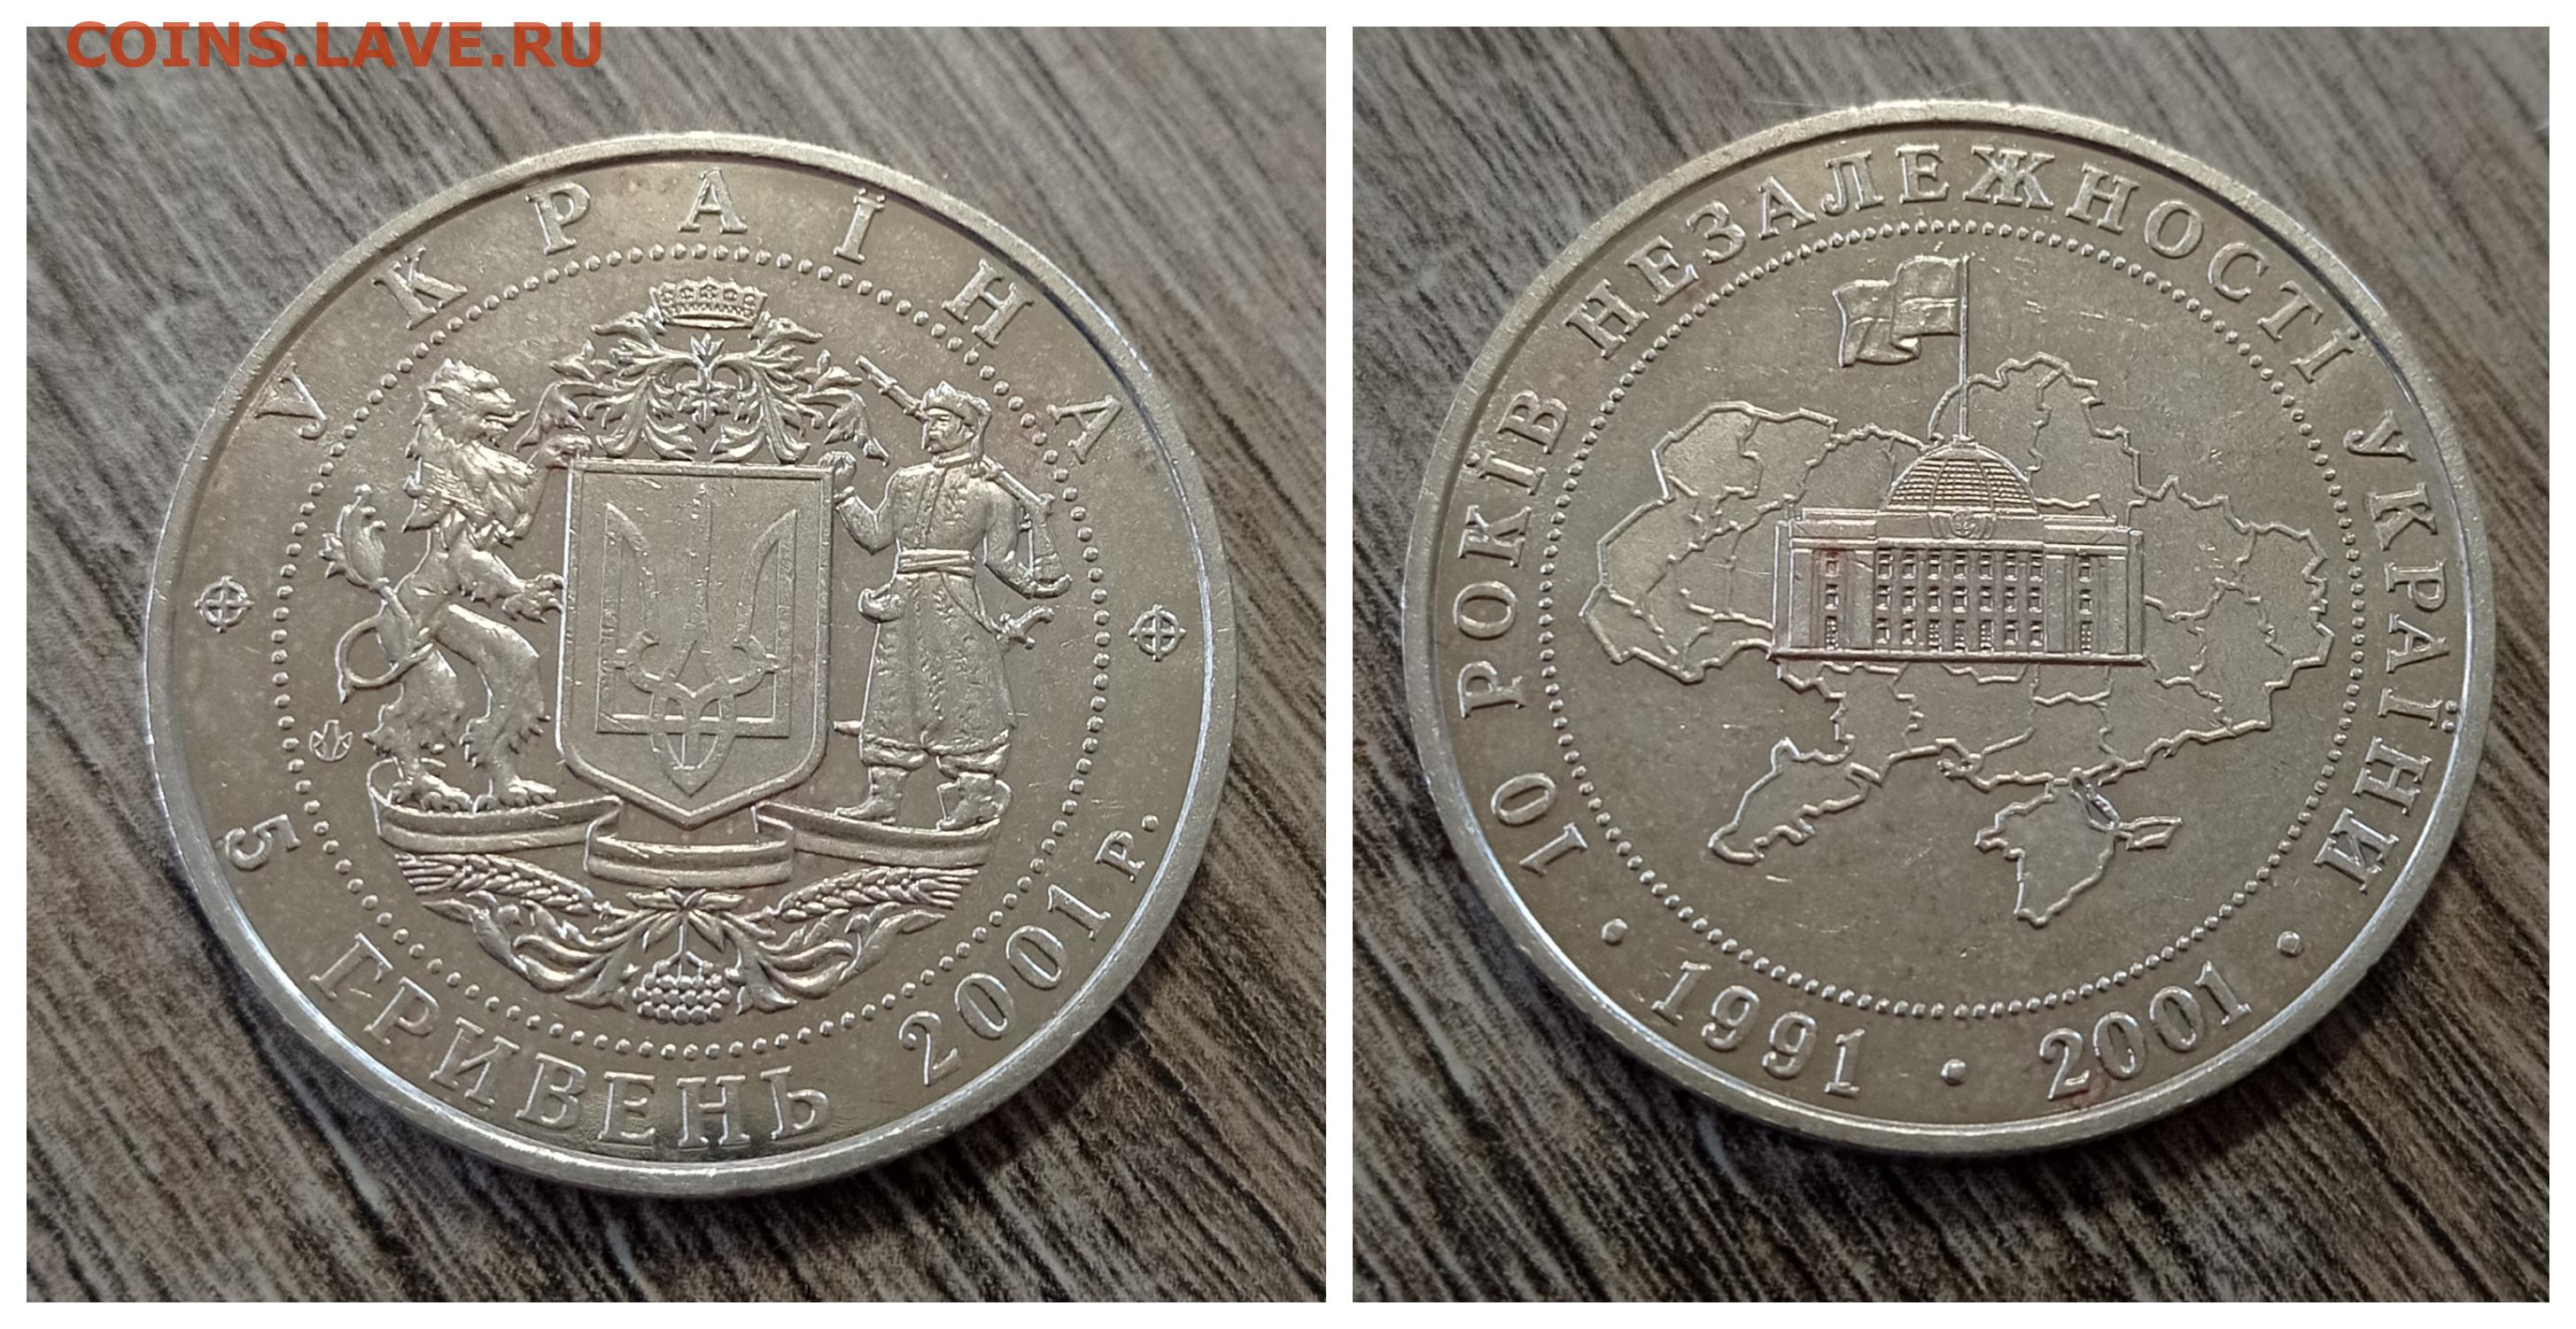 COINS.LAVE.RU
УКРАЇНА
5 ГРИВЕНЬ 2001 Р.
10 РОКІВ НЕЗАЛЕЖНОСТІ УКРАЇНИ
• 1991 • 2001 •